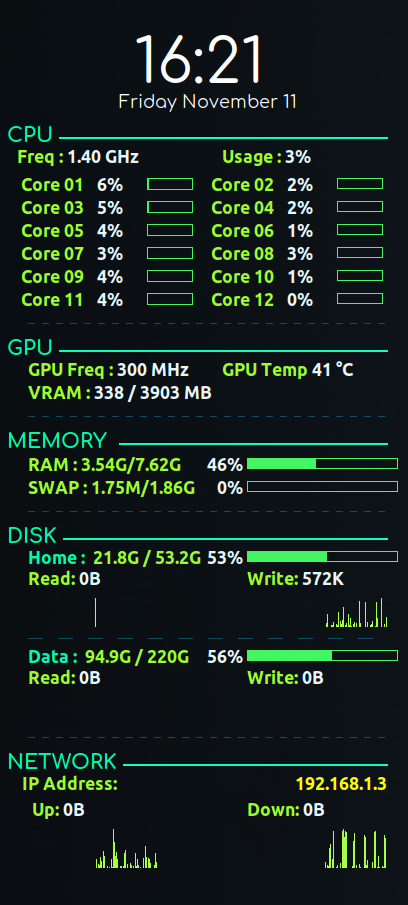 16:21
Friday November 11
CPU
Freq : 1.40 GHz Usage : 3%
Core 01 6% Core 02 2%
Core 03 5% Core 04 2%
Core 05 4% Core 06 1%
Core 07 3% Core 08 3%
Core 09 4% Core 10 1%
Core 11 4% Core 12 0%
GPU
GPU Freq : 300 MHz GPU Temp 41 °C
VRAM : 338 / 3903 MB
MEMORY
RAM : 3.54G/7.62G 46%
SWAP : 1.75M/1.86G 0%
DISK
Home : 21.8G / 53.2G 53%
Read: 0B Write: 572K
Data : 94.9G / 220G 56%
Read: 0B Write: 0B
NETWORK
IP Address: 192.168.1.3
Up: 0B Down: 0B